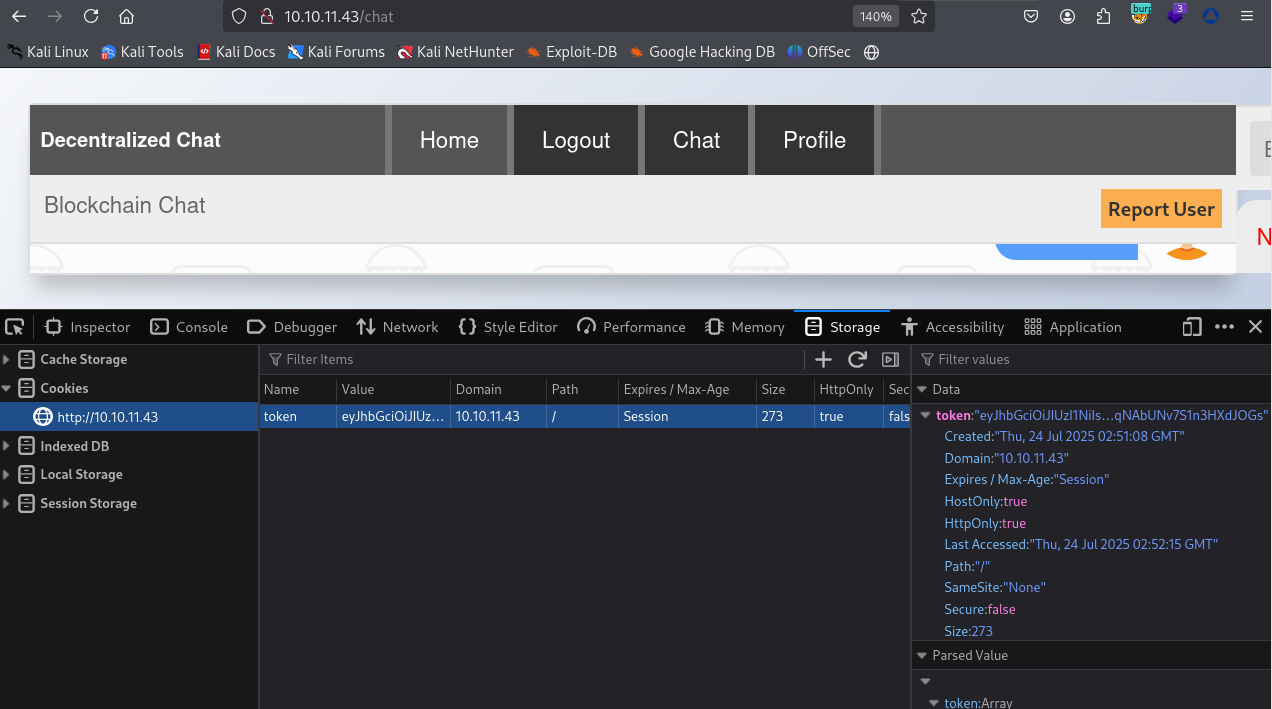 10.10.11.43/chat
140%
burp
3
Kali Linux Kali Tools Kali Docs Kali Forums Kali NetHunter Exploit-DB Google Hacking DB OffSec
Decentralized Chat Home Logout Chat Profile
Blockchain Chat
Report User
Inspector Console Debugger Network Style Editor Performance Memory Storage Accessibility Application
Cache Storage
Cookies
http://10.10.11.43
Indexed DB
Local Storage
Session Storage
Filter Items
Name Value Domain Path Expires / Max-Age Size HttpOnly Sec
token eyJhbGciOiJIUz... 10.10.11.43 / Session 273 true fals
Filter values
Data
token:"eyJhbGciOiJIUzI1NiIs...qNAbUNv7S1n3HXdJOGs"
Created:"Thu, 24 Jul 2025 02:51:08 GMT"
Domain:"10.10.11.43"
Expires / Max-Age:"Session"
HostOnly:true
HttpOnly:true
Last Accessed:"Thu, 24 Jul 2025 02:52:15 GMT"
Path:"/"
SameSite:"None"
Secure:false
Size:273
Parsed Value
token:Array